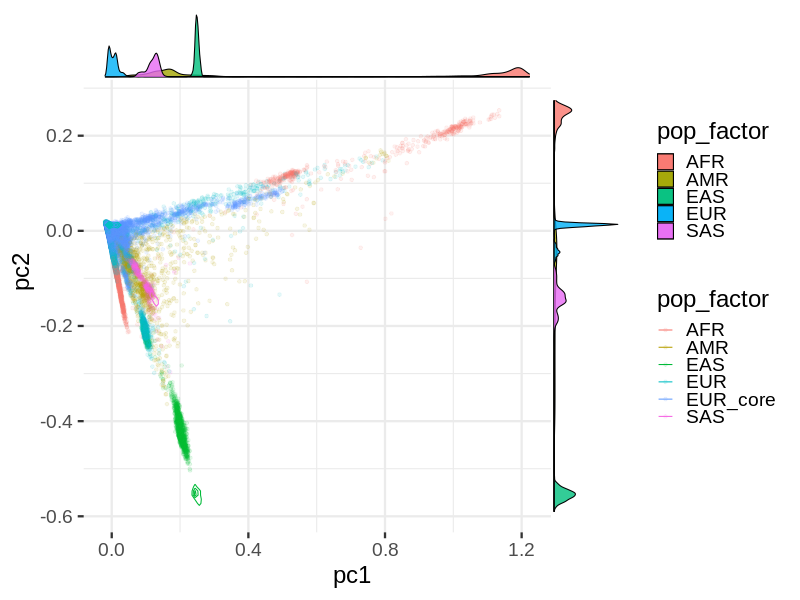 pop_factor
AFR
AMR
EAS
EUR
SAS
pop_factor
AFR
AMR
EAS
EUR
EUR_core
SAS
pc2
0.2
0.0
-0.2
-0.4
-0.6
0.0
0.4
0.8
1.2
pc1